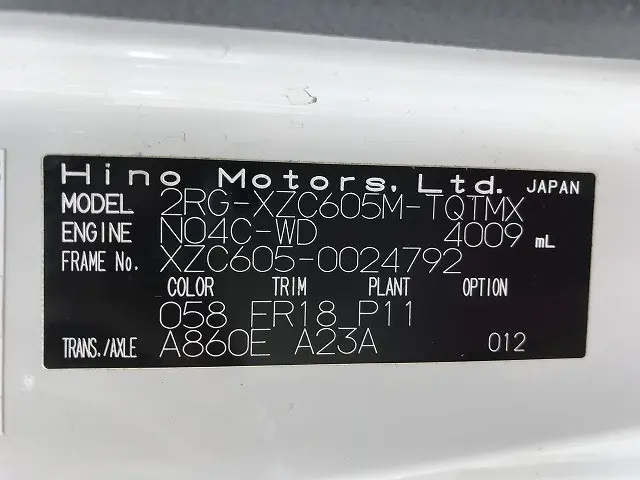 Hino Motors, Ltd. JAPAN
MODEL 2RG-XZC605M-TQTMX
ENGINE N04C-WD 4009 mL
FRAME No. XZC605-0024792
COLOR TRIM PLANT OPTION
058 FR18 P11
TRANS./AXLE A860E A23A 012